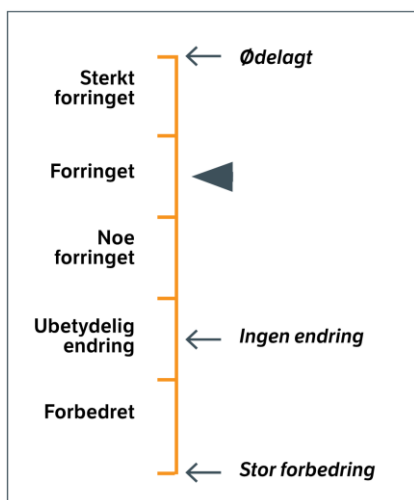 Ødelagt
Sterkt
forringet
Forringet
Noe
forringet
Ubetydelig
endring
Ingen endring
Forbedret
Stor forbedring